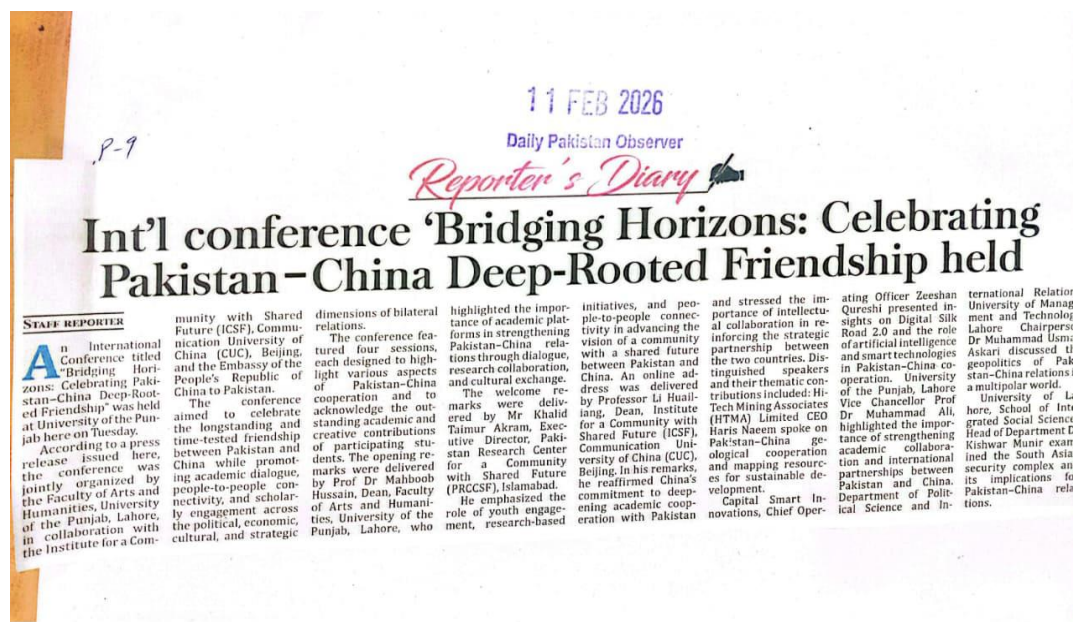 11 FEB 2026
Daily Pakistan Observer
P-9
Reporter's Diary
Int'l conference 'Bridging Horizons: Celebrating
Pakistan–China Deep-Rooted Friendship held
STAFF REPORTER
An International
Conference titled
"Bridging Hori-
zons: Celebrating Paki-
stan–China Deep-Root-
ed Friendship" was held
at University of the Pun-
jab here on Tuesday.
According to a press
release issued here,
the conference was
jointly organized by
the Faculty of Arts and
Humanities, University
of the Punjab, Lahore,
in collaboration with
the Institute for a Com-
munity with Shared
Future (ICSF), Commu-
nication University of
China (CUC), Beijing,
and the Embassy of the
People's Republic of
China to Pakistan.
The conference
aimed to celebrate
the longstanding and
time-tested friendship
between Pakistan and
China while promot-
ing academic dialogue,
people-to-people con-
nectivity, and scholar-
ly engagement across
the political, economic,
cultural, and strategic
dimensions of bilateral
relations.
The conference fea-
tured four sessions,
each designed to high-
light various aspects
of Pakistan-China
cooperation and to
acknowledge the out-
standing academic and
creative contributions
of participating stu-
dents. The opening re-
marks were delivered
by Prof Dr Mahboob
Hussain, Dean, Faculty
of Arts and Humani-
ties, University of the
Punjab, Lahore, who
highlighted the impor-
tance of academic plat-
forms in strengthening
Pakistan-China rela-
tions through dialogue,
research collaboration,
and cultural exchange.
The welcome re-
marks were deliv-
ered by Mr Khalid
Taimur Akram, Exec-
utive Director, Paki-
stan Research Center
for a Community
with Shared Future
(PRCCSF), Islamabad.
He emphasized the
role of youth engage-
ment, research-based
initiatives, and peo-
ple-to-people connec-
tivity in advancing the
vision of a community
with a shared future
between Pakistan and
China. An online ad-
dress was delivered
by Professor Li Huail-
iang, Dean, Institute
for a Community with
Shared Future (ICSF),
Communication Uni-
versity of China (CUC),
Beijing. In his remarks,
he reaffirmed China's
commitment to deep-
ening academic coop-
eration with Pakistan
and stressed the im-
portance of intellectu-
al collaboration in re-
inforcing the strategic
partnership between
the two countries. Dis-
tinguished speakers
and their thematic con-
tributions included: Hi-
Tech Mining Associates
(HTMA) Limited CEO
Haris Naeem spoke on
Pakistan-China ge-
ological cooperation
and mapping resourc-
es for sustainable de-
velopment.
Capital Smart In-
novations, Chief Oper-
ating Officer Zeeshan
Qureshi presented in-
sights on Digital Silk
Road 2.0 and the role
of artificial intelligence
and smart technologies
in Pakistan-China co-
operation. University
of the Punjab, Lahore
Vice Chancellor Prof
Dr Muhammad Ali,
highlighted the impor-
tance of strengthening
academic collabora-
tion and international
partnerships between
Pakistan and China.
Department of Polit-
ical Science and In-
ternational Relation
University of Manag
ment and Technolog
Lahore Chairperso
Dr Muhammad Usma
Askari discussed th
geopolitics of Pak
stan-China relations i
a multipolar world.
University of La
hore, School of Inte
grated Social Science
Head of Department D
Kishwar Munir exam
ined the South Asia
security complex an
its implications fo
Pakistan-China rela
tions.